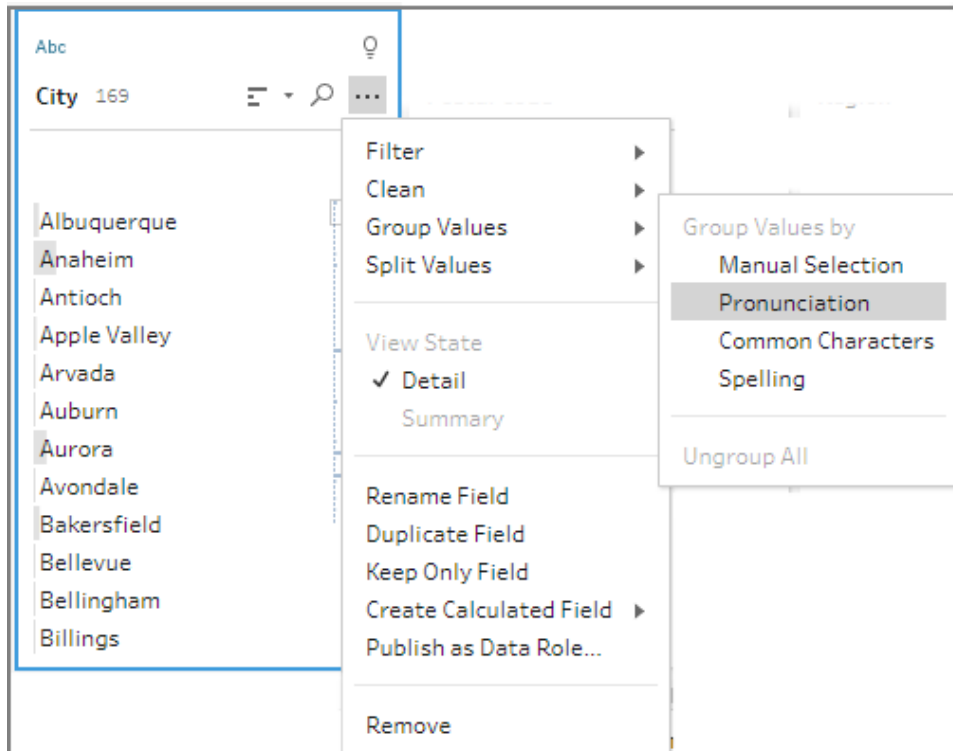 Abc
City 169
Albuquerque
Anaheim
Antioch
Apple Valley
Arvada
Auburn
Aurora
Avondale
Bakersfield
Bellevue
Bellingham
Billings
Filter
Clean
Group Values
Split Values
View State
Detail
Summary
Rename Field
Duplicate Field
Keep Only Field
Create Calculated Field
Publish as Data Role...
Remove
Group Values by
Manual Selection
Pronunciation
Common Characters
Spelling
Ungroup All